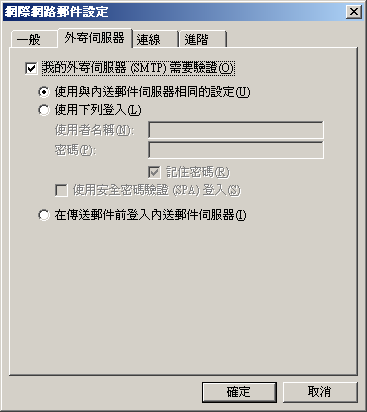 網際網路郵件設定
一般 外寄伺服器 連線 進階
我的外寄伺服器 (SMTP) 需要驗證(O)
使用與內送郵件伺服器相同的設定(U)
使用下列登入(L)
使用者名稱(N):
密碼(P):
記住密碼(R)
使用安全密碼驗證 (SPA) 登入(S)
在傳送郵件前登入內送郵件伺服器(I)
確定 取消